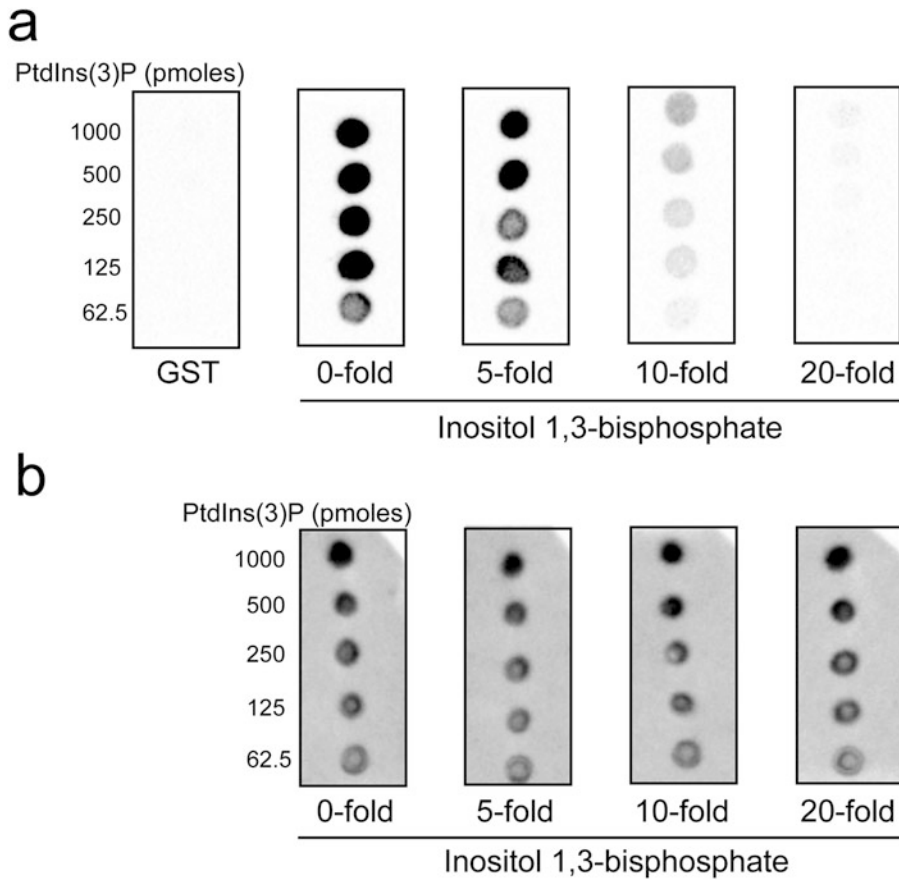 a
PtdIns(3)P (pmoles)
1000
500
250
125
62.5
GST
0-fold
5-fold
10-fold
20-fold
Inositol 1,3-bisphosphate
b
PtdIns(3)P (pmoles)
1000
500
250
125
62.5
0-fold
5-fold
10-fold
20-fold
Inositol 1,3-bisphosphate